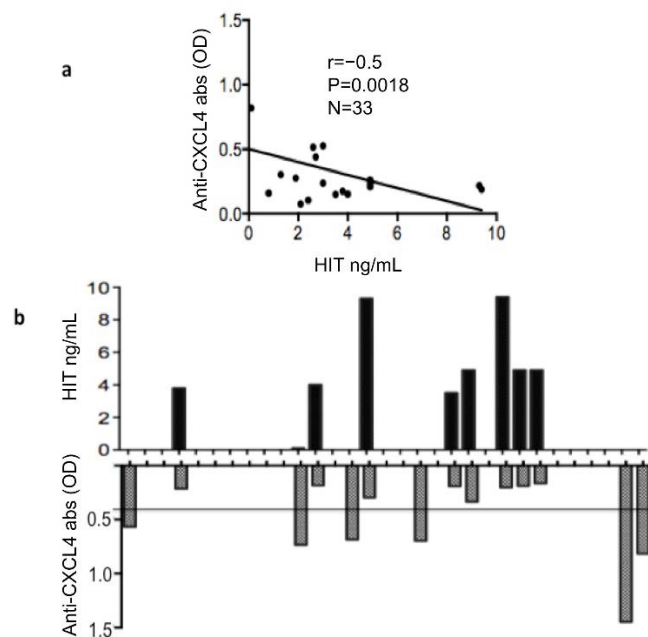 a
Anti-CXCL4 abs (OD)
1.5
1.0
0.5
0.0
r=−0.5
P=0.0018
N=33
0 2 4 6 8 10
HIT ng/mL
b
HIT ng/mL
10
8
6
4
2
0
Anti-CXCL4 abs (OD)
0.5
1.0
1.5